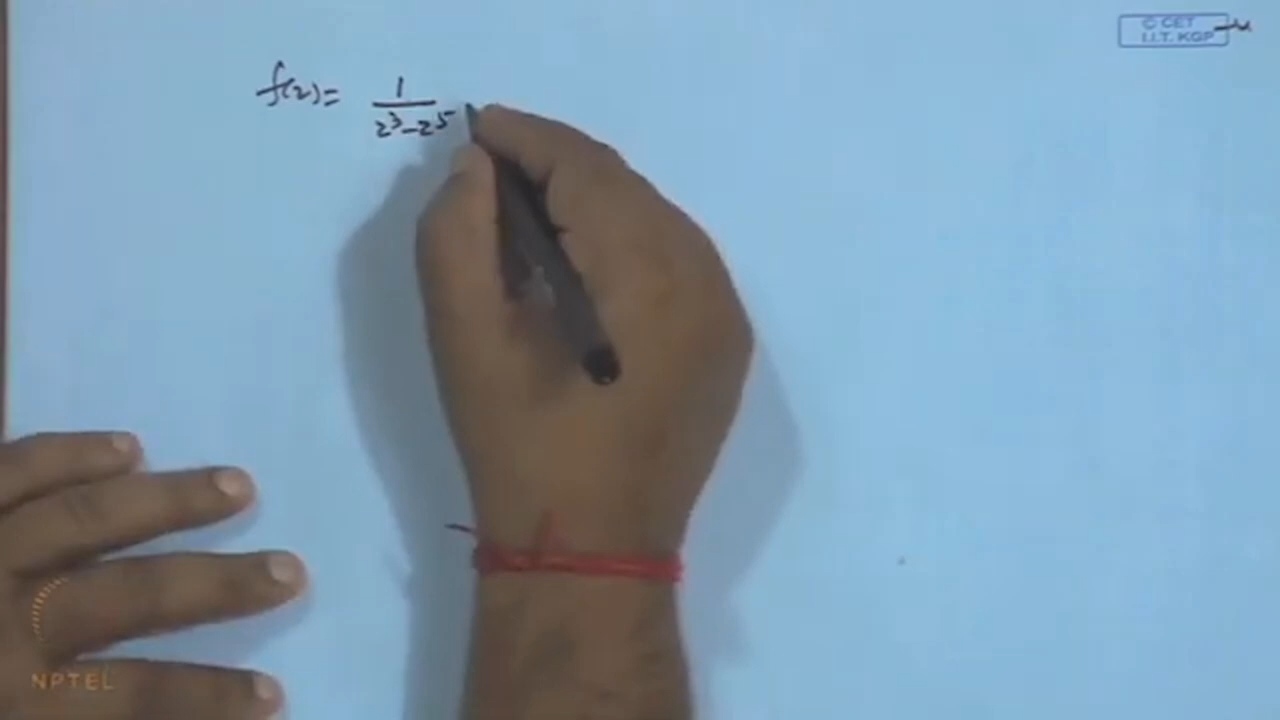 © CET
I.I.T. KGP
f(z) = 1/(z³-z⁵)
NPTEL